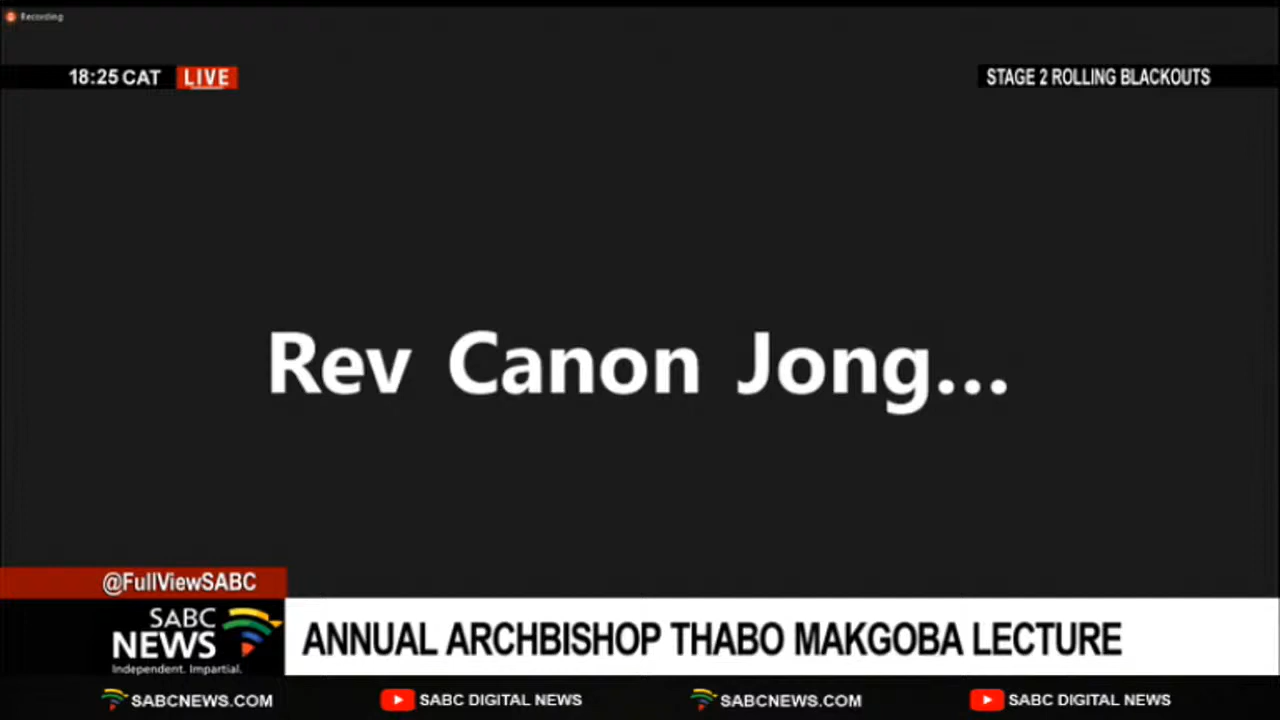 Recording
18:25 CAT LIVE
STAGE 2 ROLLING BLACKOUTS
Rev Canon Jong...
@FullViewSABC
SABC
NEWS
Independent. Impartial.
ANNUAL ARCHBISHOP THABO MAKGOBA LECTURE
SABCNEWS.COM SABC DIGITAL NEWS SABCNEWS.COM SABC DIGITAL NEWS